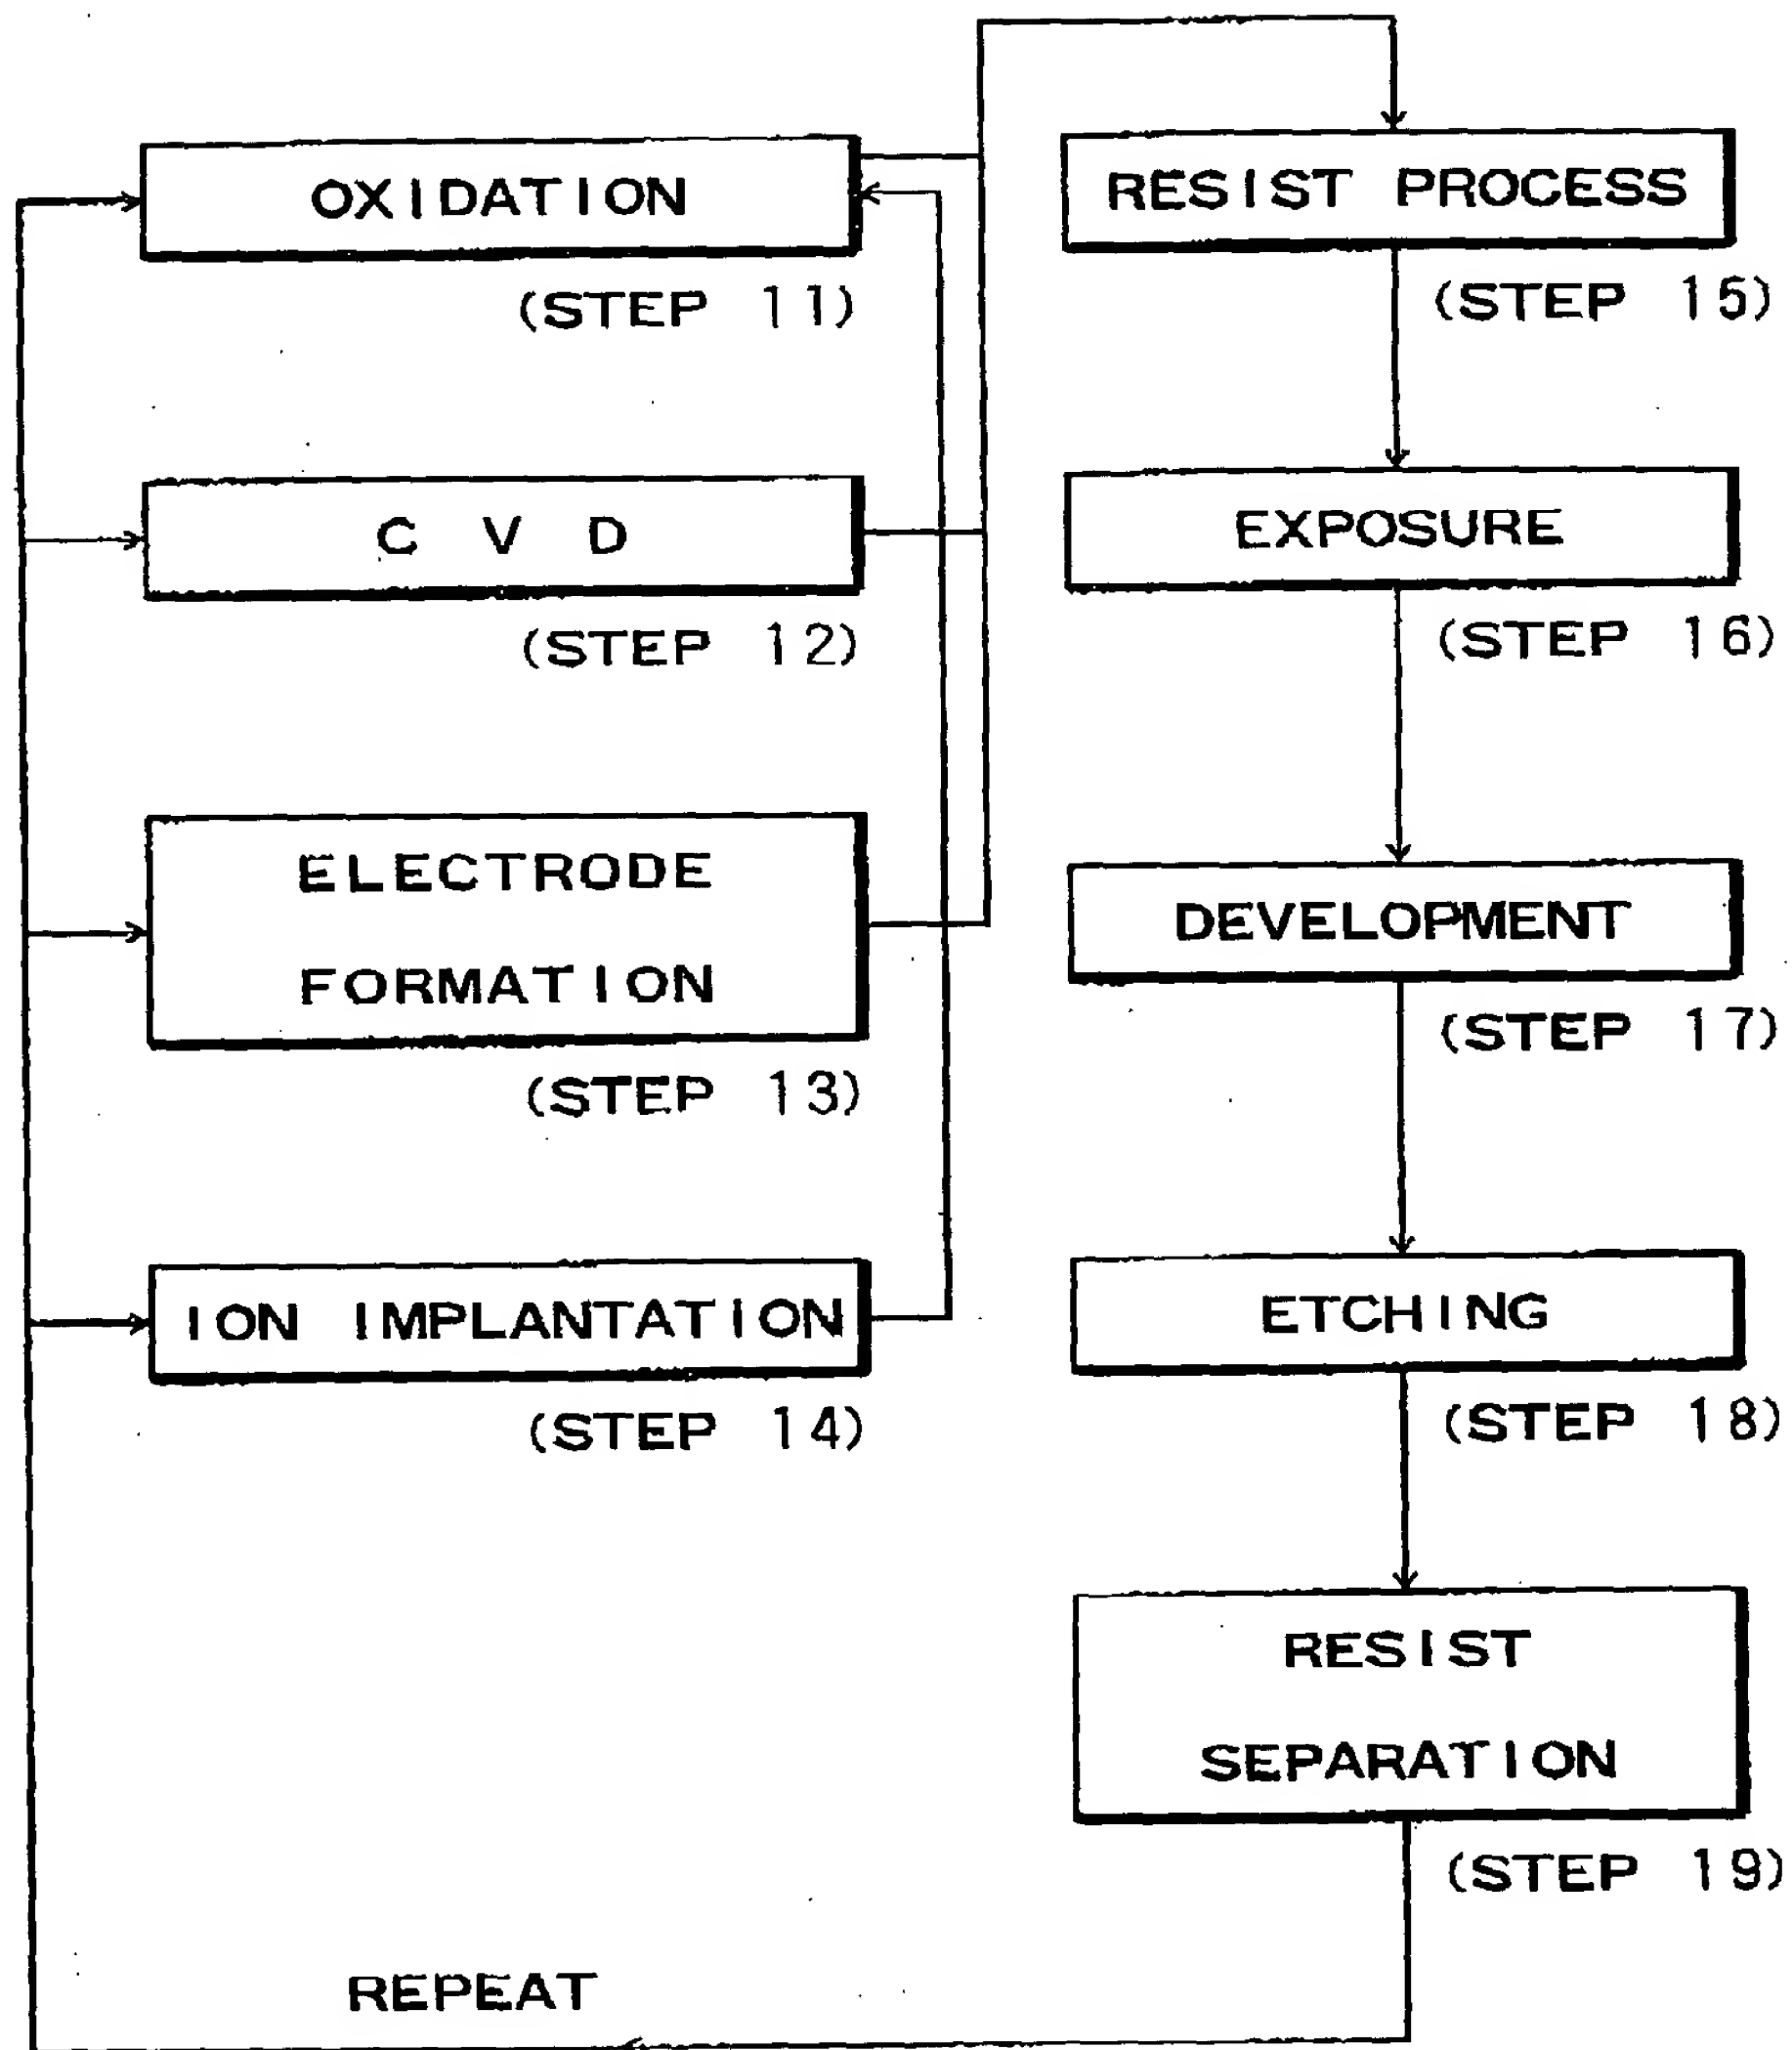 OXIDATION
(STEP 11)
CVD
(STEP 12)
ELECTRODE
FORMATION
(STEP 13)
ION IMPLANTATION
(STEP 14)
RESIST PROCESS
(STEP 15)
EXPOSURE
(STEP 16)
DEVELOPMENT
(STEP 17)
ETCHING
(STEP 18)
RESIST
SEPARATION
(STEP 19)
REPEAT